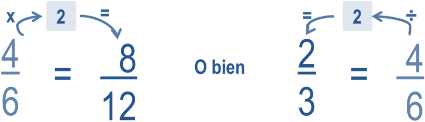 x 2 = = 2 ÷
4/6 = 8/12 O bien 2/3 = 4/6